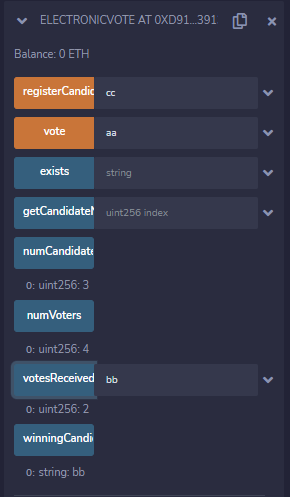 ELECTRONICVOTE AT 0XD91...391
Balance: 0 ETH
registerCandic cc
vote aa
exists string
getCandidateN uint256 index
numCandidate
0: uint256: 3
numVoters
0: uint256: 4
votesReceived bb
0: uint256: 2
winningCandi
0: string: bb